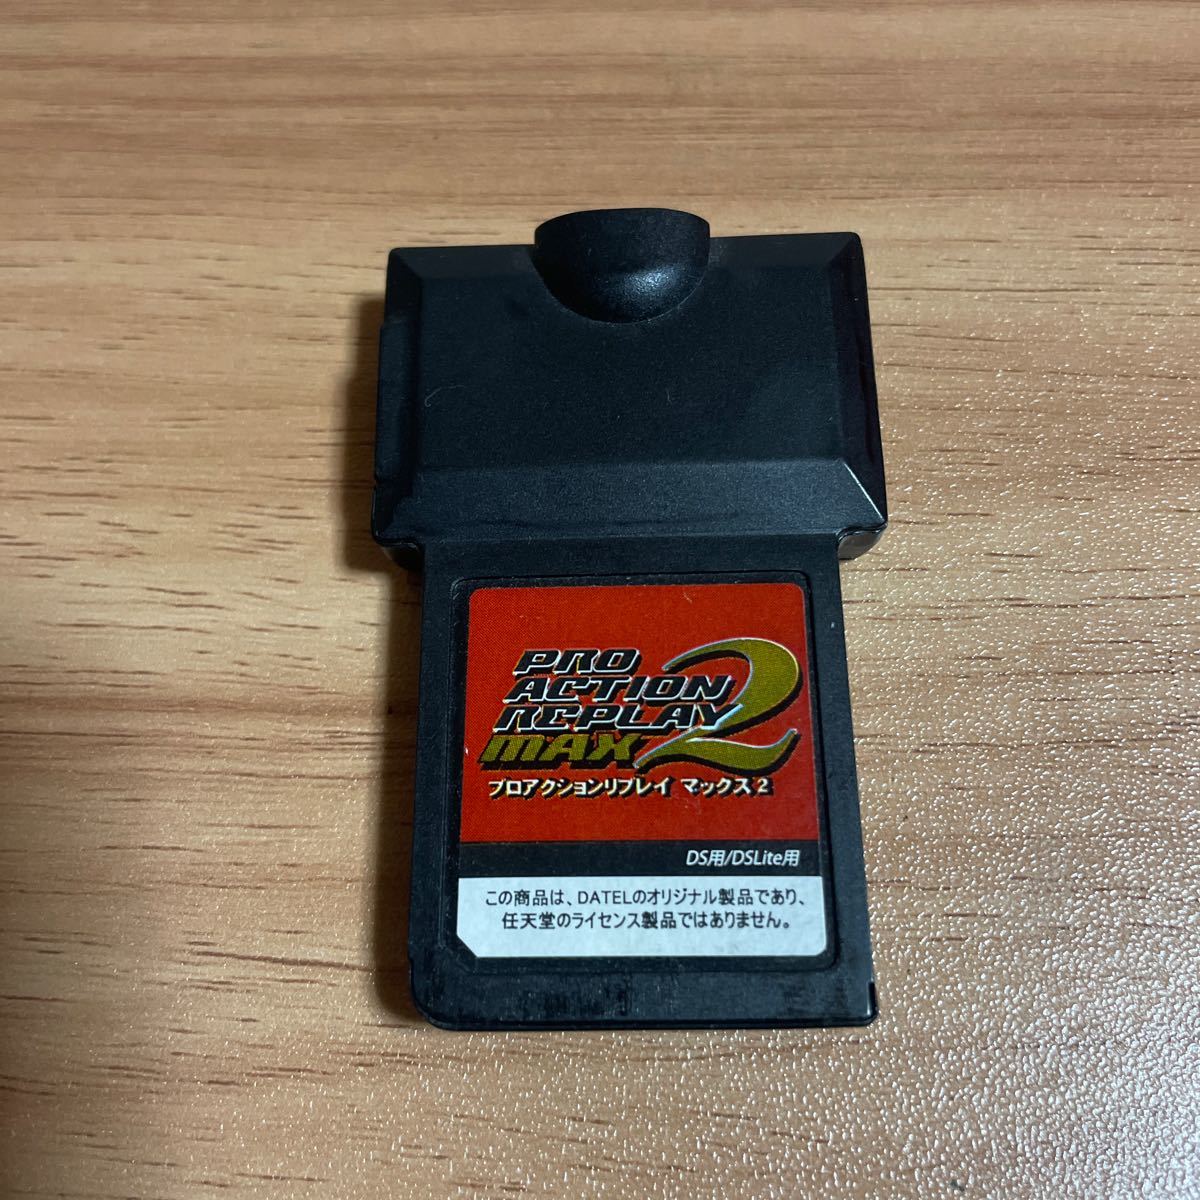 PRO
ACTION
REPLAY
MAX 2
プロアクションリプレイ マックス2
DS用/DSLite用
この商品は、DATELのオリジナル製品であり、
任天堂のライセンス製品ではありません。